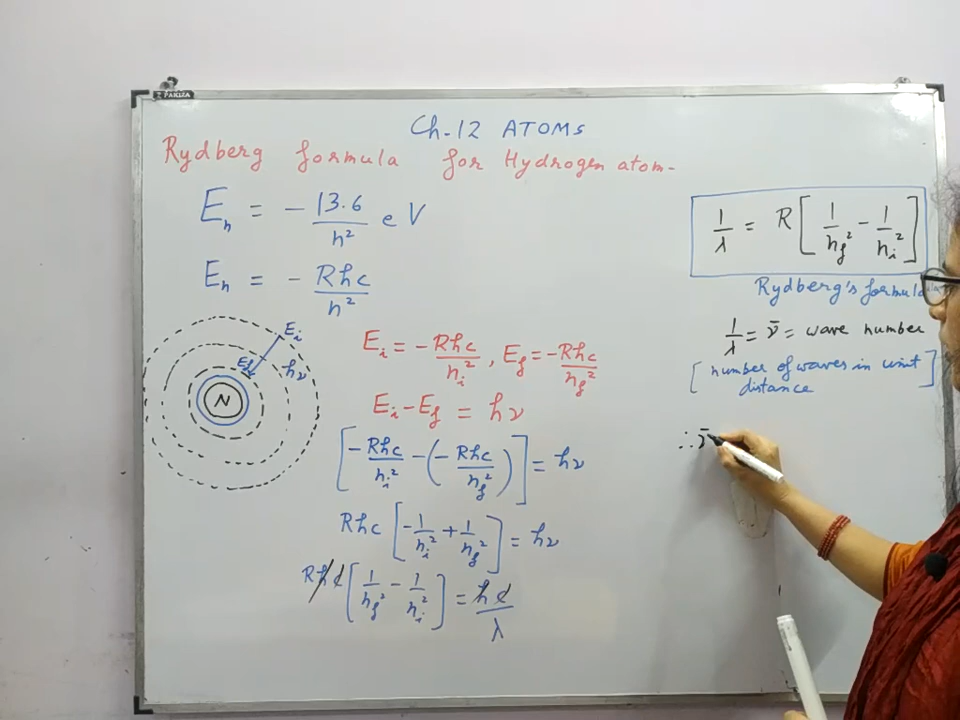 PAKIZA
Ch-12 ATOMS
Rydberg formula for Hydrogen atom-
Eₙ = - 13.6/n² eV
Eₙ = - Rhc/n²
Eᵢ
E_f
hν
N
Eᵢ = - Rhc/nᵢ² , E_f = - Rhc/n_f²
Eᵢ - E_f = hν
[- Rhc/nᵢ² - (- Rhc/n_f²)] = hν
Rhc [- 1/nᵢ² + 1/n_f²] = hν
Rhc [1/n_f² - 1/nᵢ²] = hc/λ
1/λ = R [1/n_f² - 1/nᵢ²]
Rydberg's formula
1/λ = ν̄ = wave number
[number of waves in unit
distance]
∴ ν̄